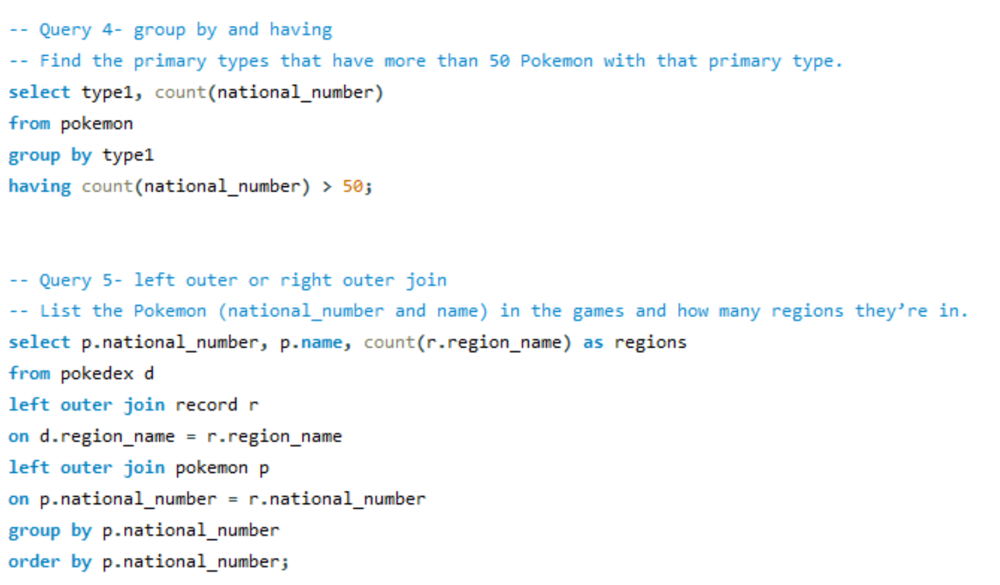 -- Query 4- group by and having
-- Find the primary types that have more than 50 Pokemon with that primary type.
select type1, count(national_number)
from pokemon
group by type1
having count(national_number) > 50;
-- Query 5- left outer or right outer join
-- List the Pokemon (national_number and name) in the games and how many regions they’re in.
select p.national_number, p.name, count(r.region_name) as regions
from pokedex d
left outer join record r
on d.region_name = r.region_name
left outer join pokemon p
on p.national_number = r.national_number
group by p.national_number
order by p.national_number;